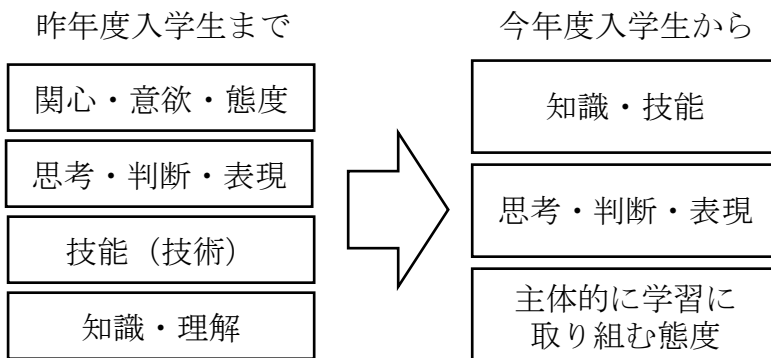 昨年度入学生まで
関心・意欲・態度
思考・判断・表現
技能（技術）
知識・理解
今年度入学生から
知識・技能
思考・判断・表現
主体的に学習に
取り組む態度